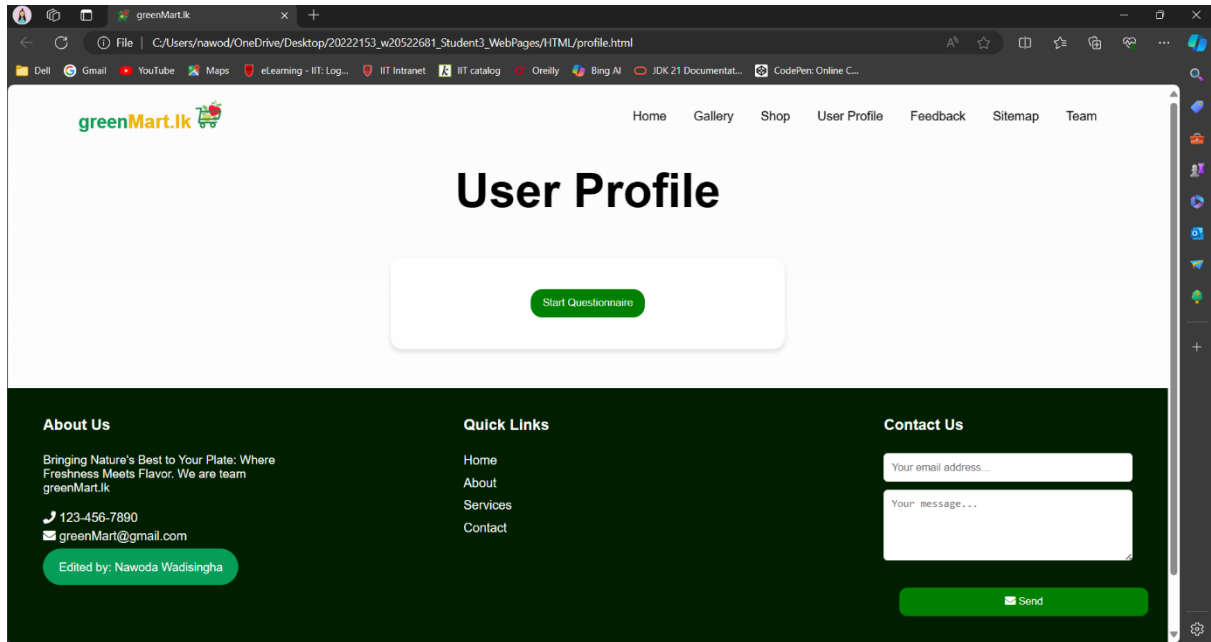 greenMart.lk
File | C:/Users/nawod/OneDrive/Desktop/20222153_w20522681_Student3_WebPages/HTML/profile.html
Dell Gmail YouTube Maps eLearning - IIT: Log... IIT Intranet IIT catalog Oreilly Bing AI JDK 21 Documentat... CodePen: Online C...
greenMart.lk Home Gallery Shop User Profile Feedback Sitemap Team
User Profile
Start Questionnaire
About Us
Bringing Nature's Best to Your Plate: Where
Freshness Meets Flavor. We are team
greenMart.lk
123-456-7890
greenMart@gmail.com
Edited by: Nawoda Wadisingha
Quick Links
Home
About
Services
Contact
Contact Us
Your email address...
Your message...
Send